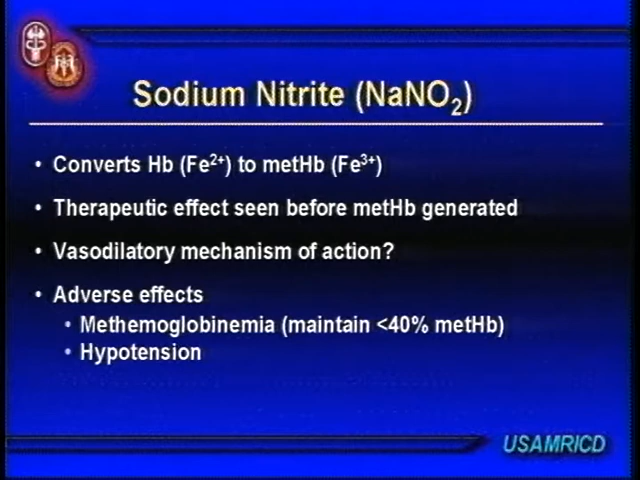 Sodium Nitrite (NaNO₂)
• Converts Hb (Fe²⁺) to metHb (Fe³⁺)
• Therapeutic effect seen before metHb generated
• Vasodilatory mechanism of action?
• Adverse effects
• Methemoglobinemia (maintain <40% metHb)
• Hypotension
USAMRICD